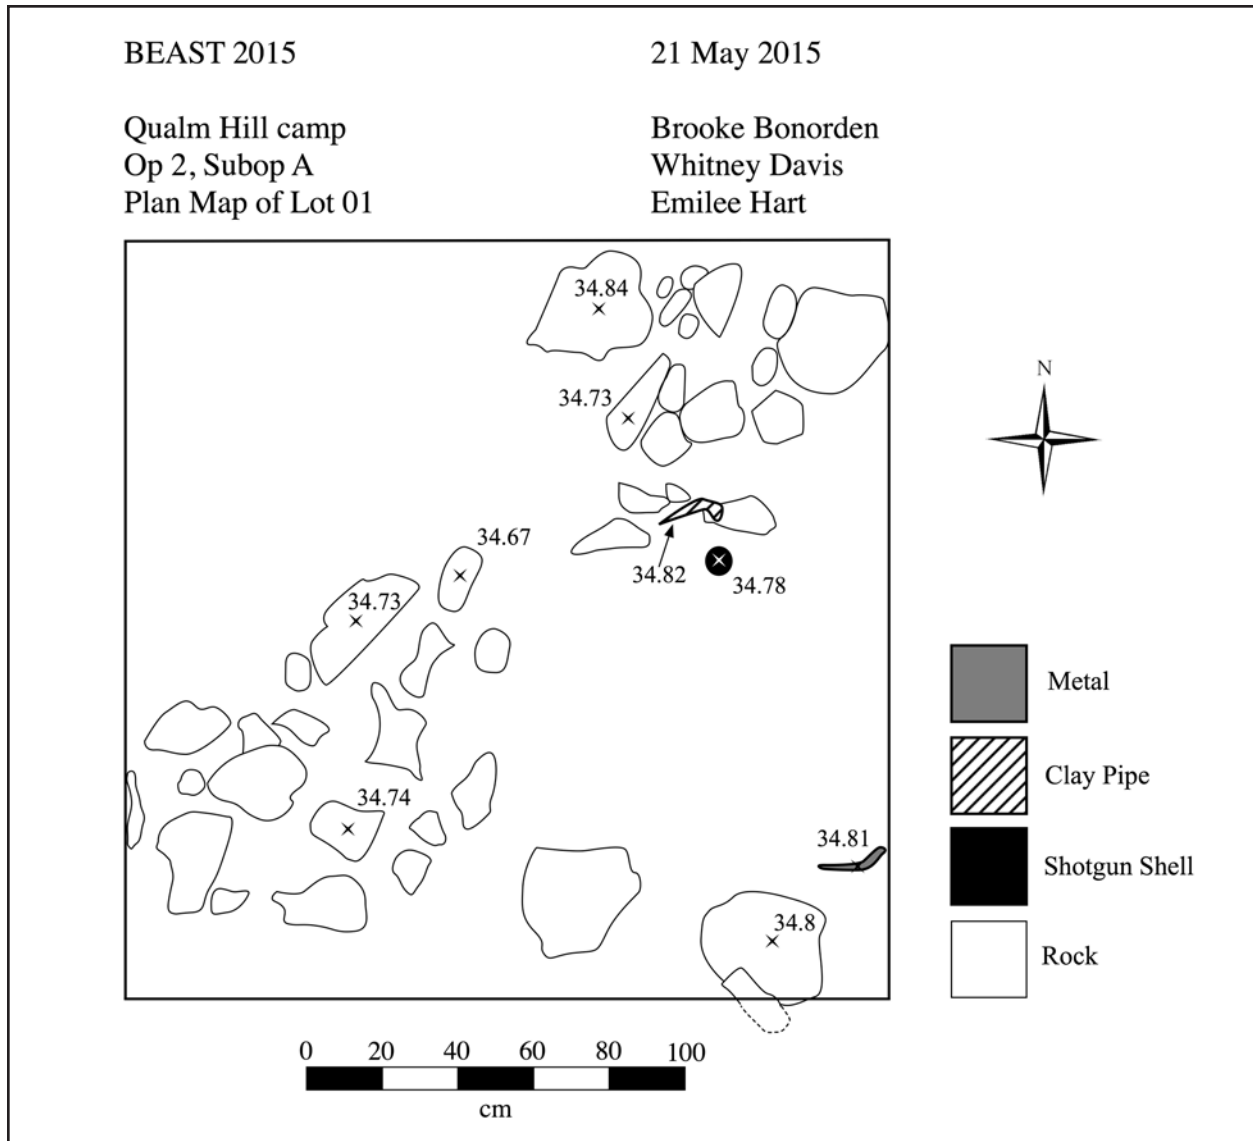 BEAST 2015
21 May 2015
Qualm Hill camp
Op 2, Subop A
Plan Map of Lot 01
Brooke Bonorden
Whitney Davis
Emilee Hart
34.84
34.73
N
34.67
34.82
34.78
34.73
34.74
34.81
34.8
Metal
Clay Pipe
Shotgun Shell
Rock
0 20 40 60 80 100
cm